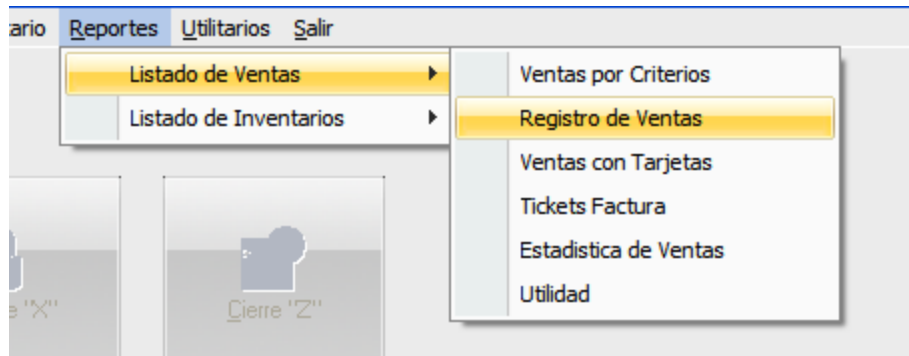 Reportes Utilitarios Salir
Listado de Ventas
Listado de Inventarios
Ventas por Criterios
Registro de Ventas
Ventas con Tarjetas
Tickets Factura
Estadistica de Ventas
Utilidad
"X"
Cierre "Z"